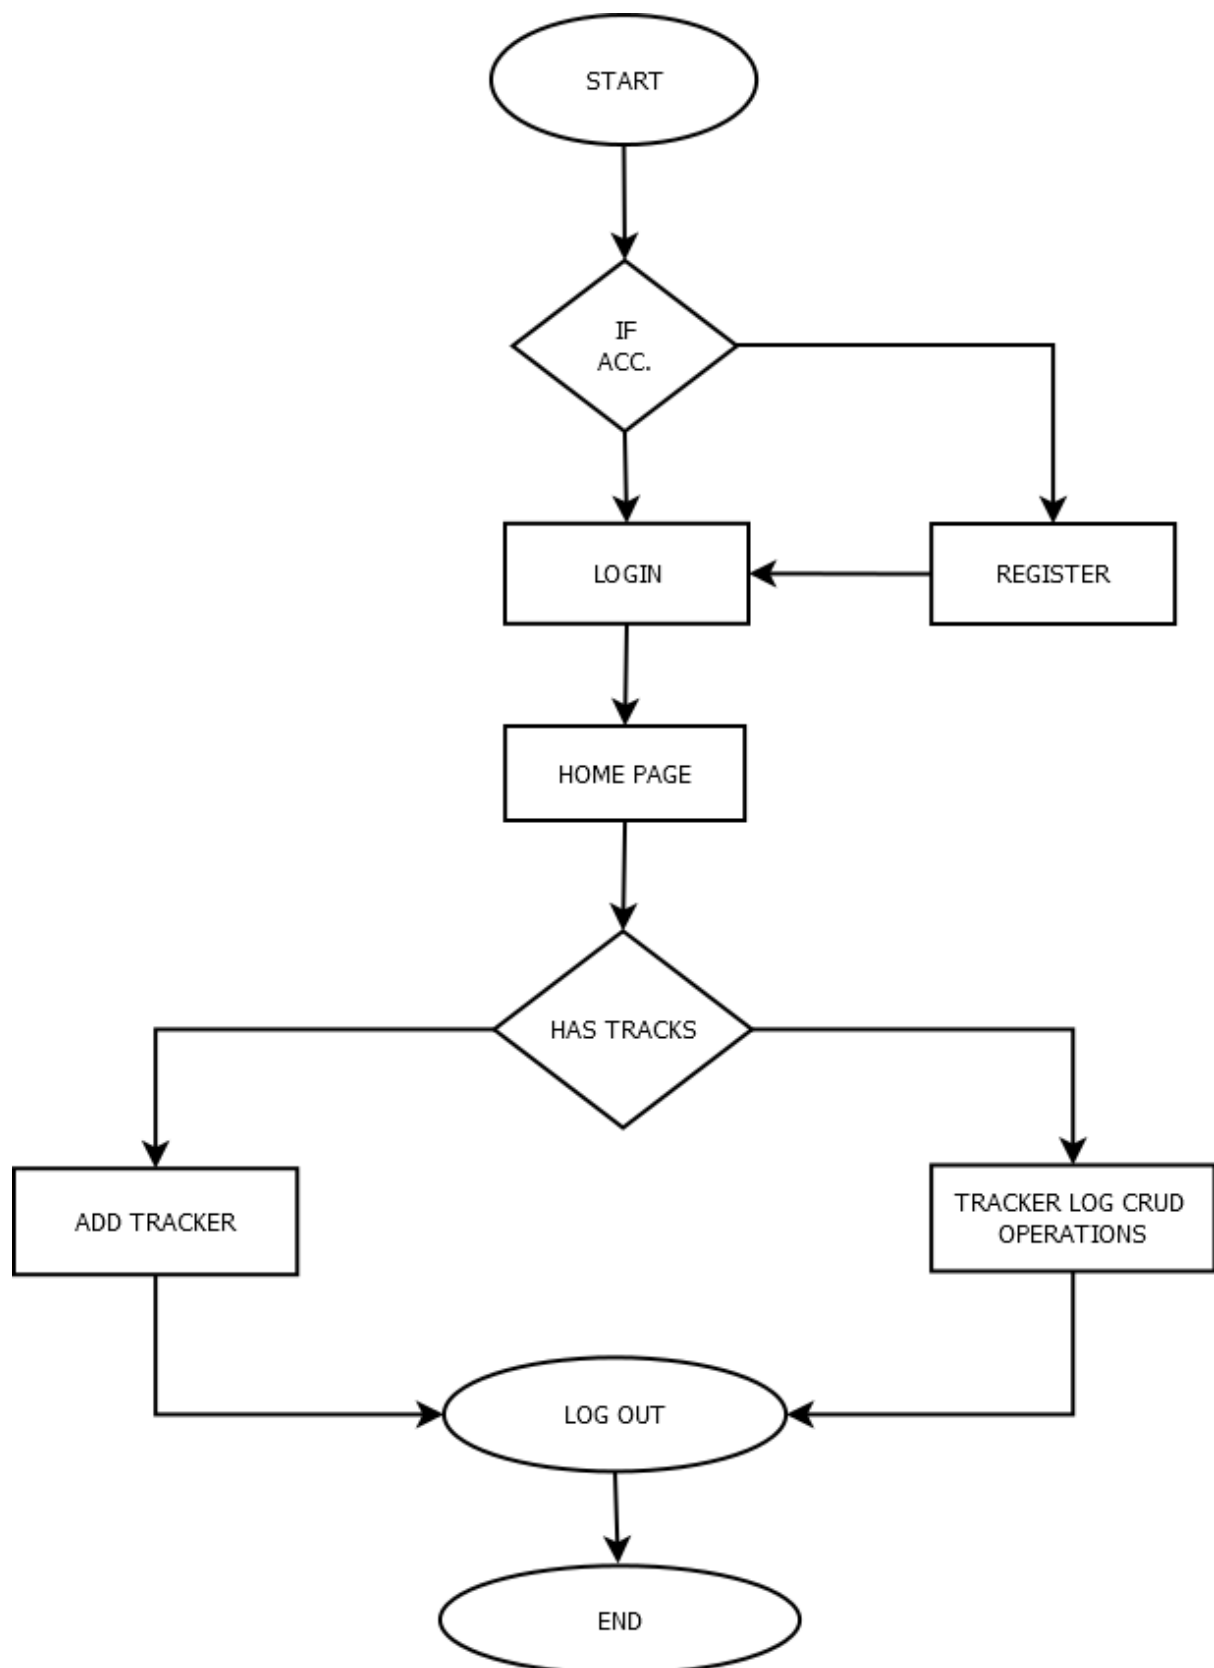 START
IF
ACC.
LOGIN
REGISTER
HOME PAGE
HAS TRACKS
ADD TRACKER
TRACKER LOG CRUD
OPERATIONS
LOG OUT
END